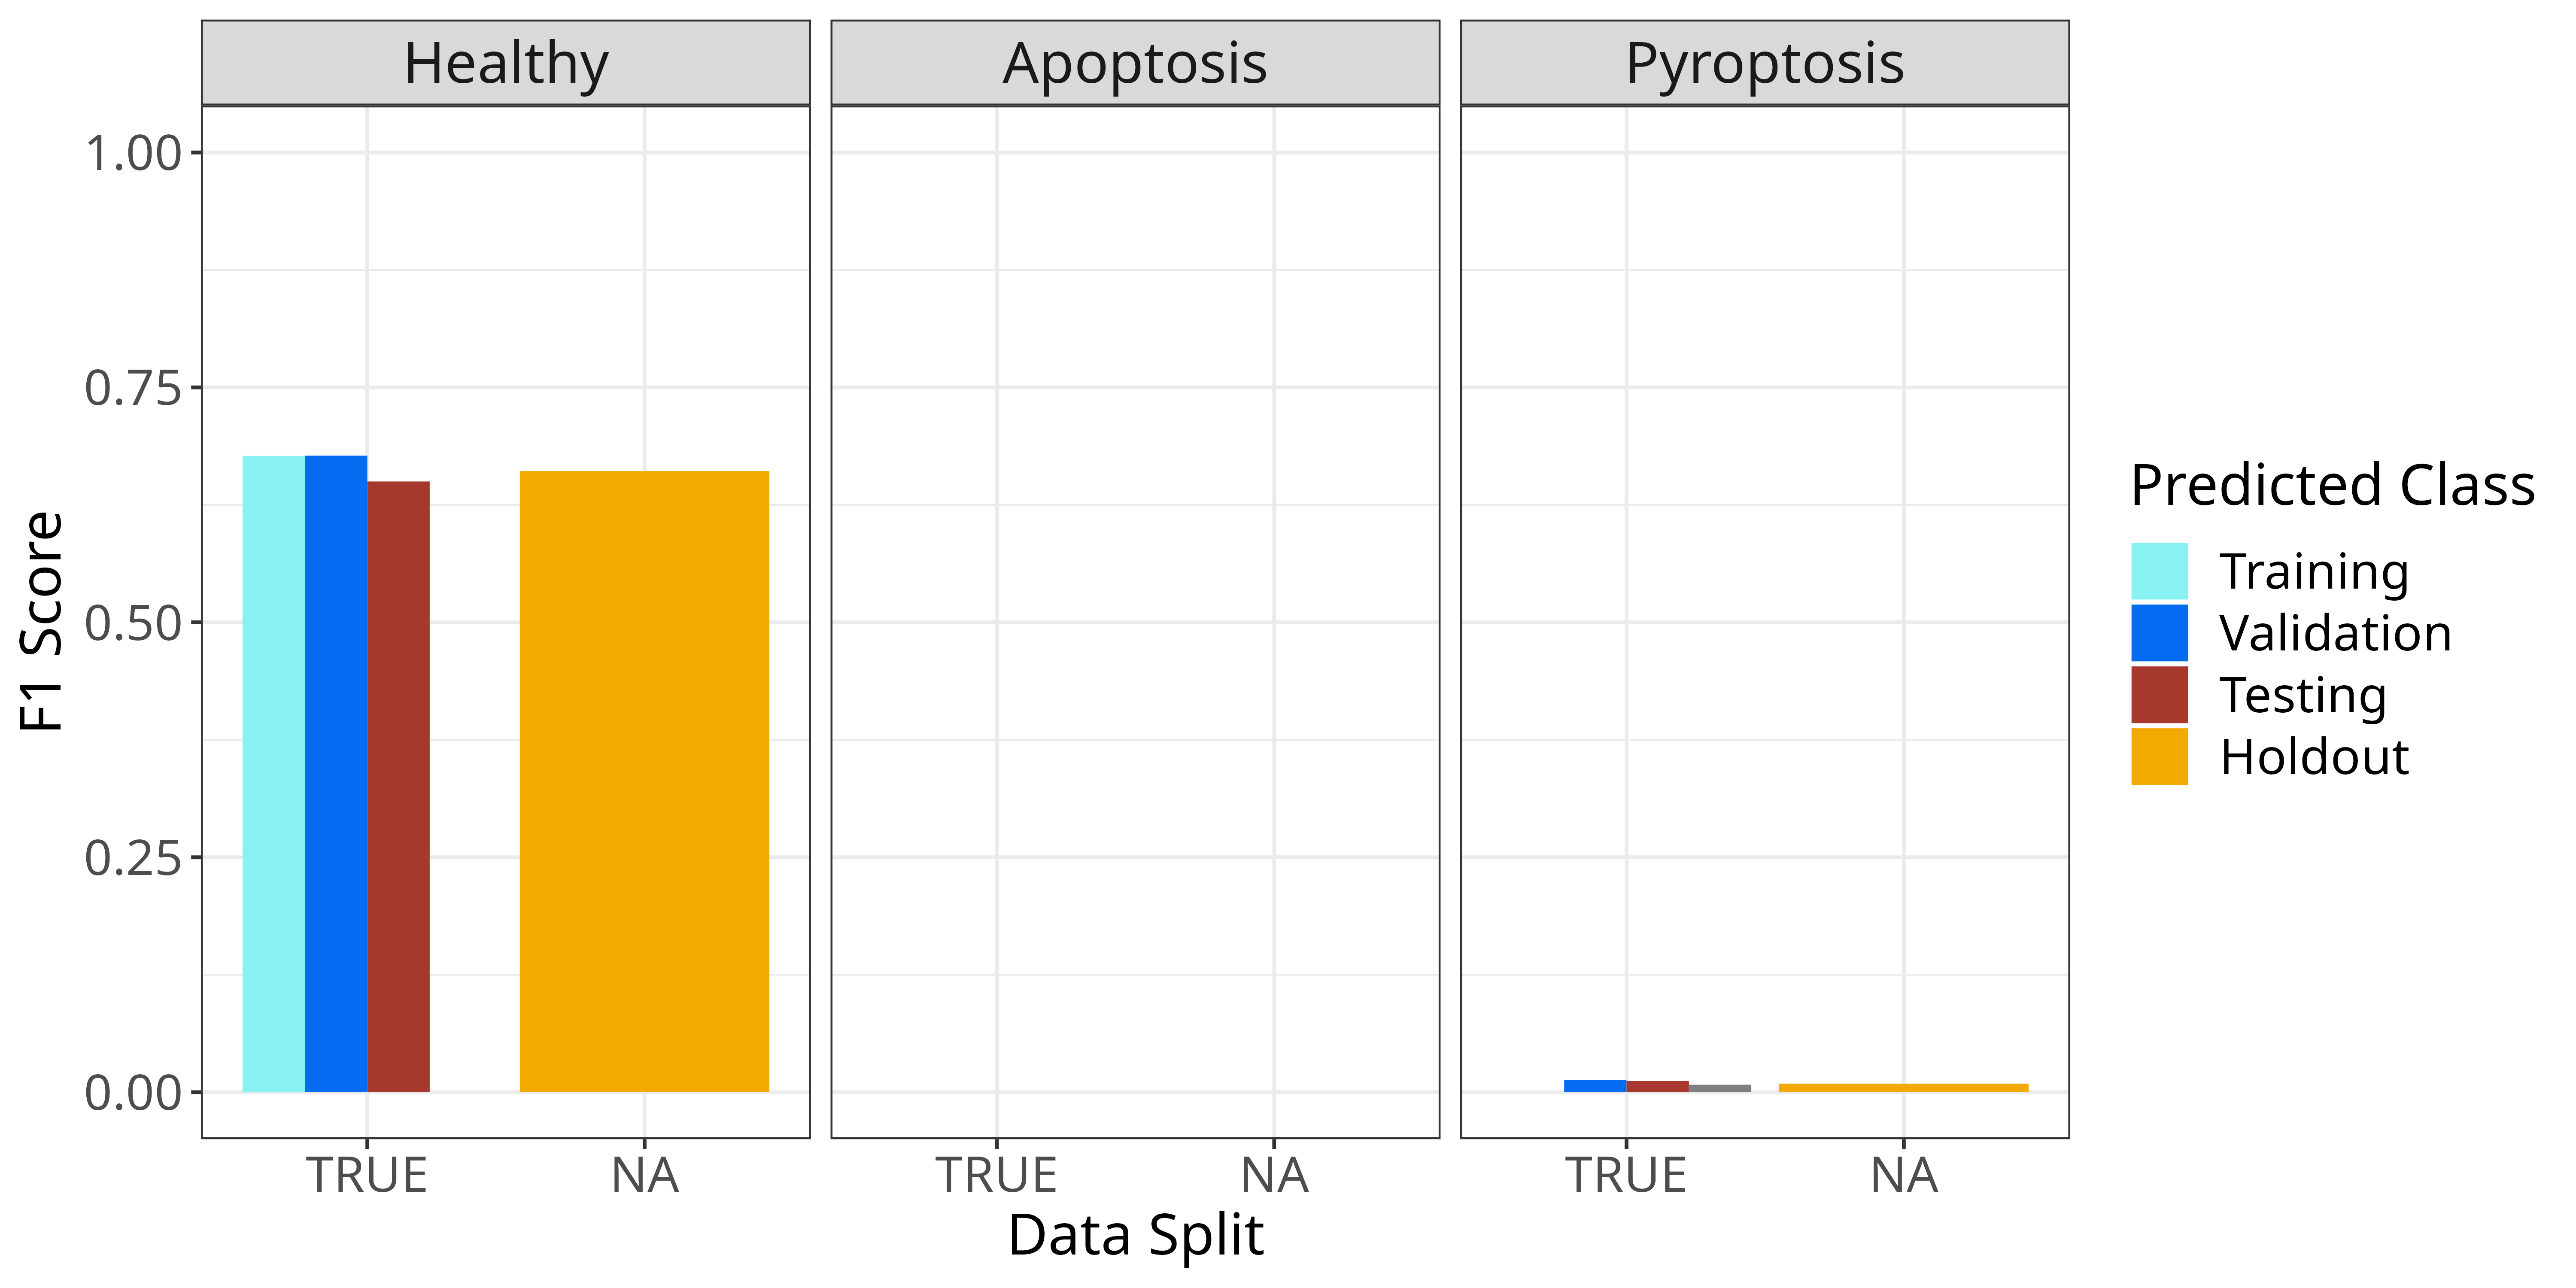 Healthy
Apoptosis
Pyroptosis
1.00
0.75
0.50
0.25
0.00
F1 Score
TRUE
NA
TRUE
NA
TRUE
NA
Data Split
Predicted Class
Training
Validation
Testing
Holdout